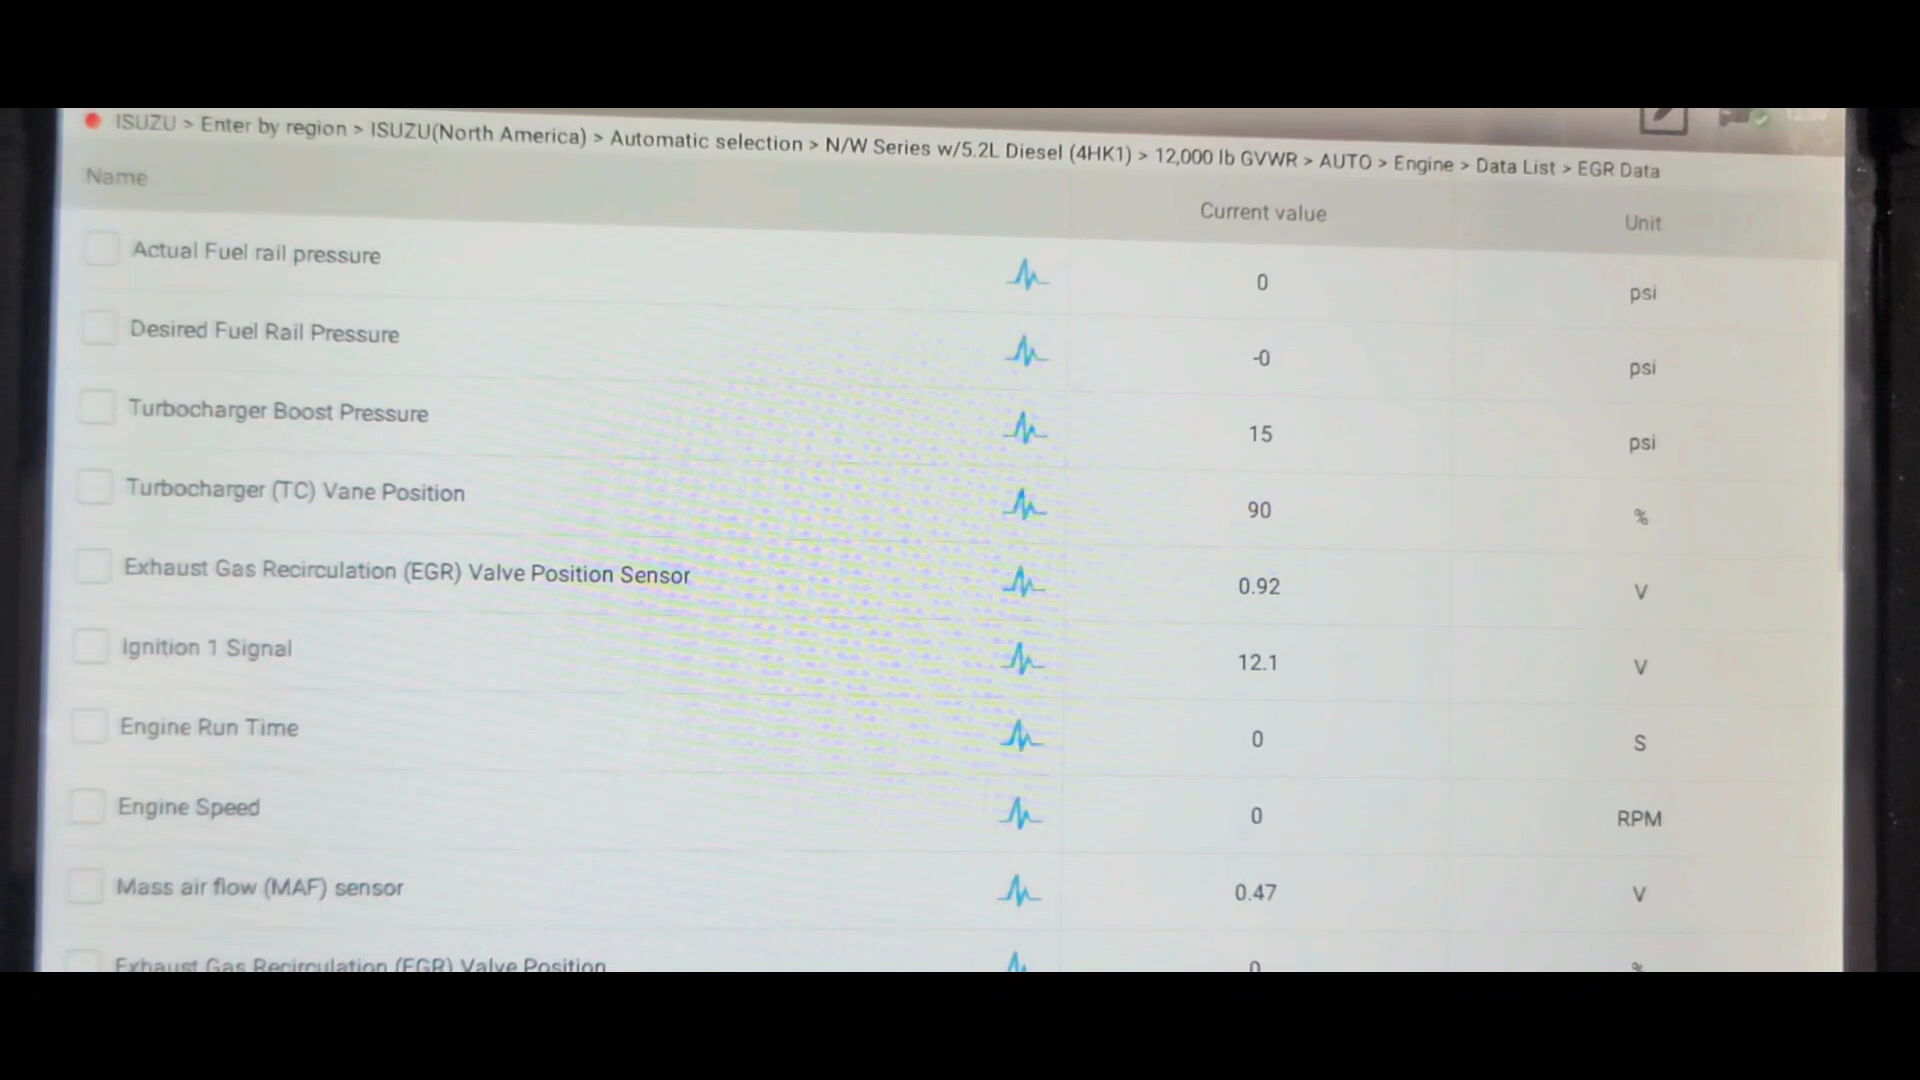 ISUZU > Enter by region > ISUZU(North America) > Automatic selection > N/W Series w/5.2L Diesel (4HK1) > 12,000 lb GVWR > AUTO > Engine > Data List > EGR Data
Name Current value Unit
Actual Fuel rail pressure 0 psi
Desired Fuel Rail Pressure -0 psi
Turbocharger Boost Pressure 15 psi
Turbocharger (TC) Vane Position 90 %
Exhaust Gas Recirculation (EGR) Valve Position Sensor 0.92 V
Ignition 1 Signal 12.1 V
Engine Run Time 0 S
Engine Speed 0 RPM
Mass air flow (MAF) sensor 0.47 V
Exhaust Gas Recirculation (EGR) Valve Position 0 %